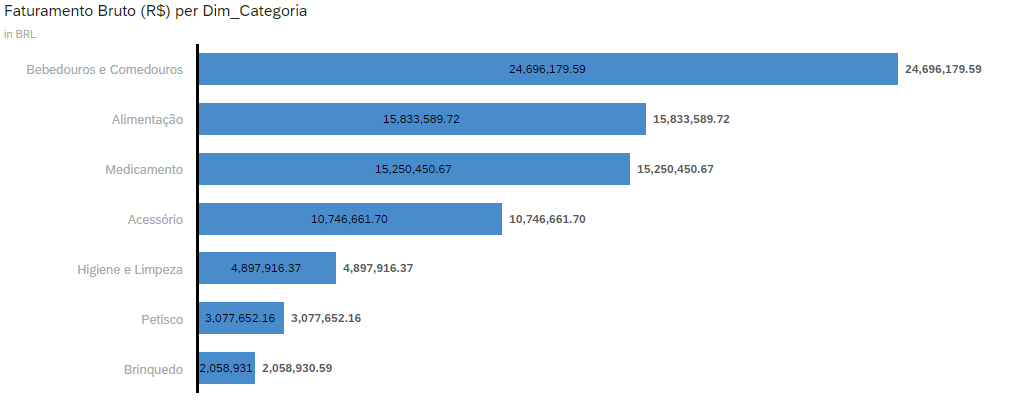 Faturamento Bruto (R$) per Dim_Categoria
in BRL
Bebedouros e Comedouros 24,696,179.59 24,696,179.59
Alimentação 15,833,589.72 15,833,589.72
Medicamento 15,250,450.67 15,250,450.67
Acessório 10,746,661.70 10,746,661.70
Higiene e Limpeza 4,897,916.37 4,897,916.37
Petisco 3,077,652.16 3,077,652.16
Brinquedo 2,058,931 2,058,930.59